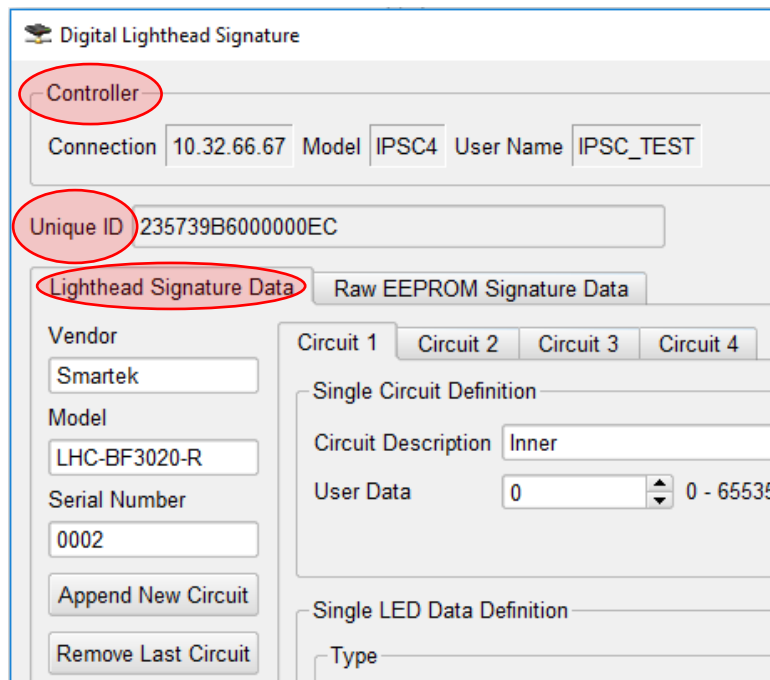 Digital Lighthead Signature
Controller
Connection 10.32.66.67 Model IPSC4 User Name IPSC_TEST
Unique ID 235739B6000000EC
Lighthead Signature Data Raw EEPROM Signature Data
Vendor
Smartek
Model
LHC-BF3020-R
Serial Number
0002
Append New Circuit
Remove Last Circuit
Circuit 1 Circuit 2 Circuit 3 Circuit 4
Single Circuit Definition
Circuit Description Inner
User Data 0 0 - 65535
Single LED Data Definition
Type